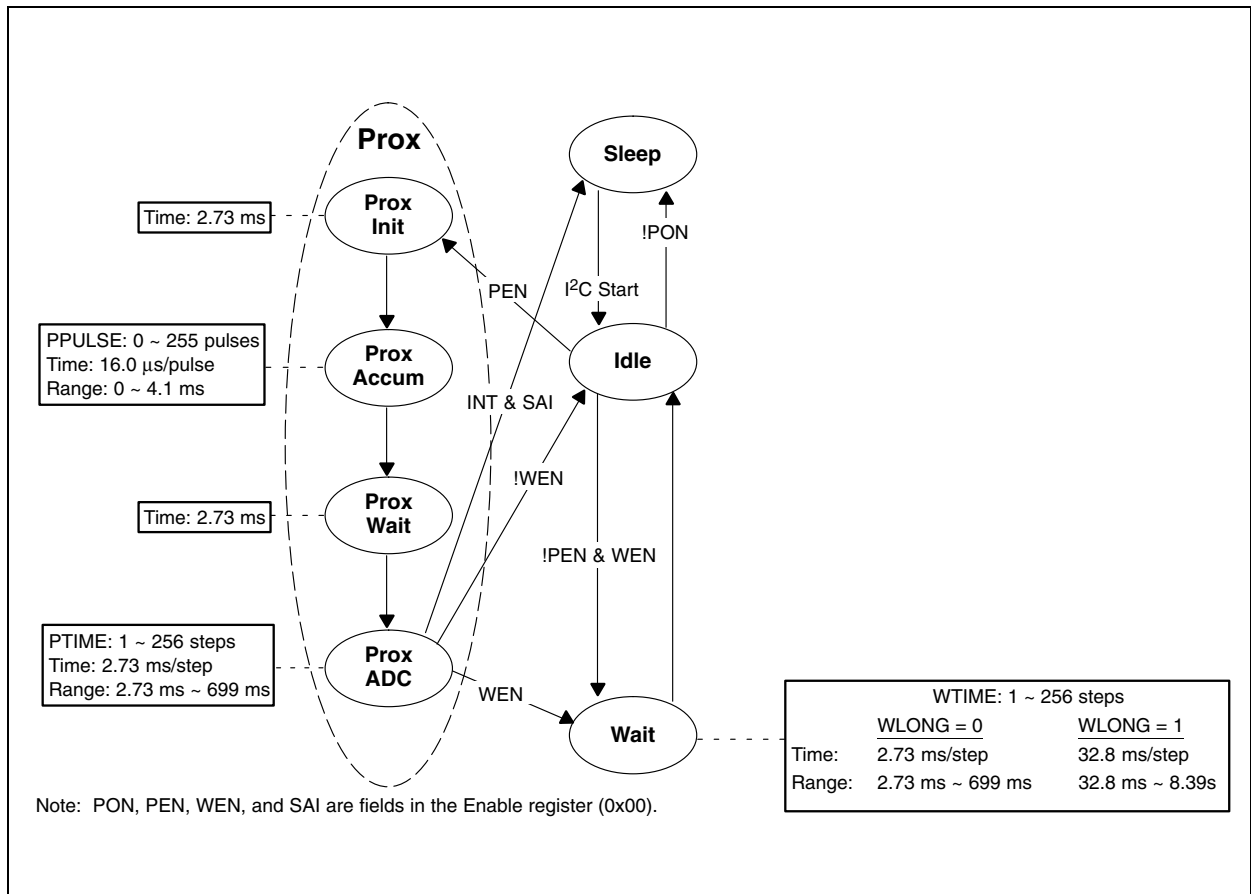 Prox
Sleep
Prox
Init
Time: 2.73 ms
!PON
PEN
I²C Start
PPULSE: 0 ~ 255 pulses
Time: 16.0 μs/pulse
Range: 0 ~ 4.1 ms
Prox
Accum
Idle
INT & SAI
!WEN
Prox
Wait
Time: 2.73 ms
!PEN & WEN
PTIME: 1 ~ 256 steps
Time: 2.73 ms/step
Range: 2.73 ms ~ 699 ms
Prox
ADC
WEN
Wait
WTIME: 1 ~ 256 steps
WLONG = 0 WLONG = 1
Time: 2.73 ms/step 32.8 ms/step
Range: 2.73 ms ~ 699 ms 32.8 ms ~ 8.39s
Note: PON, PEN, WEN, and SAI are fields in the Enable register (0x00).